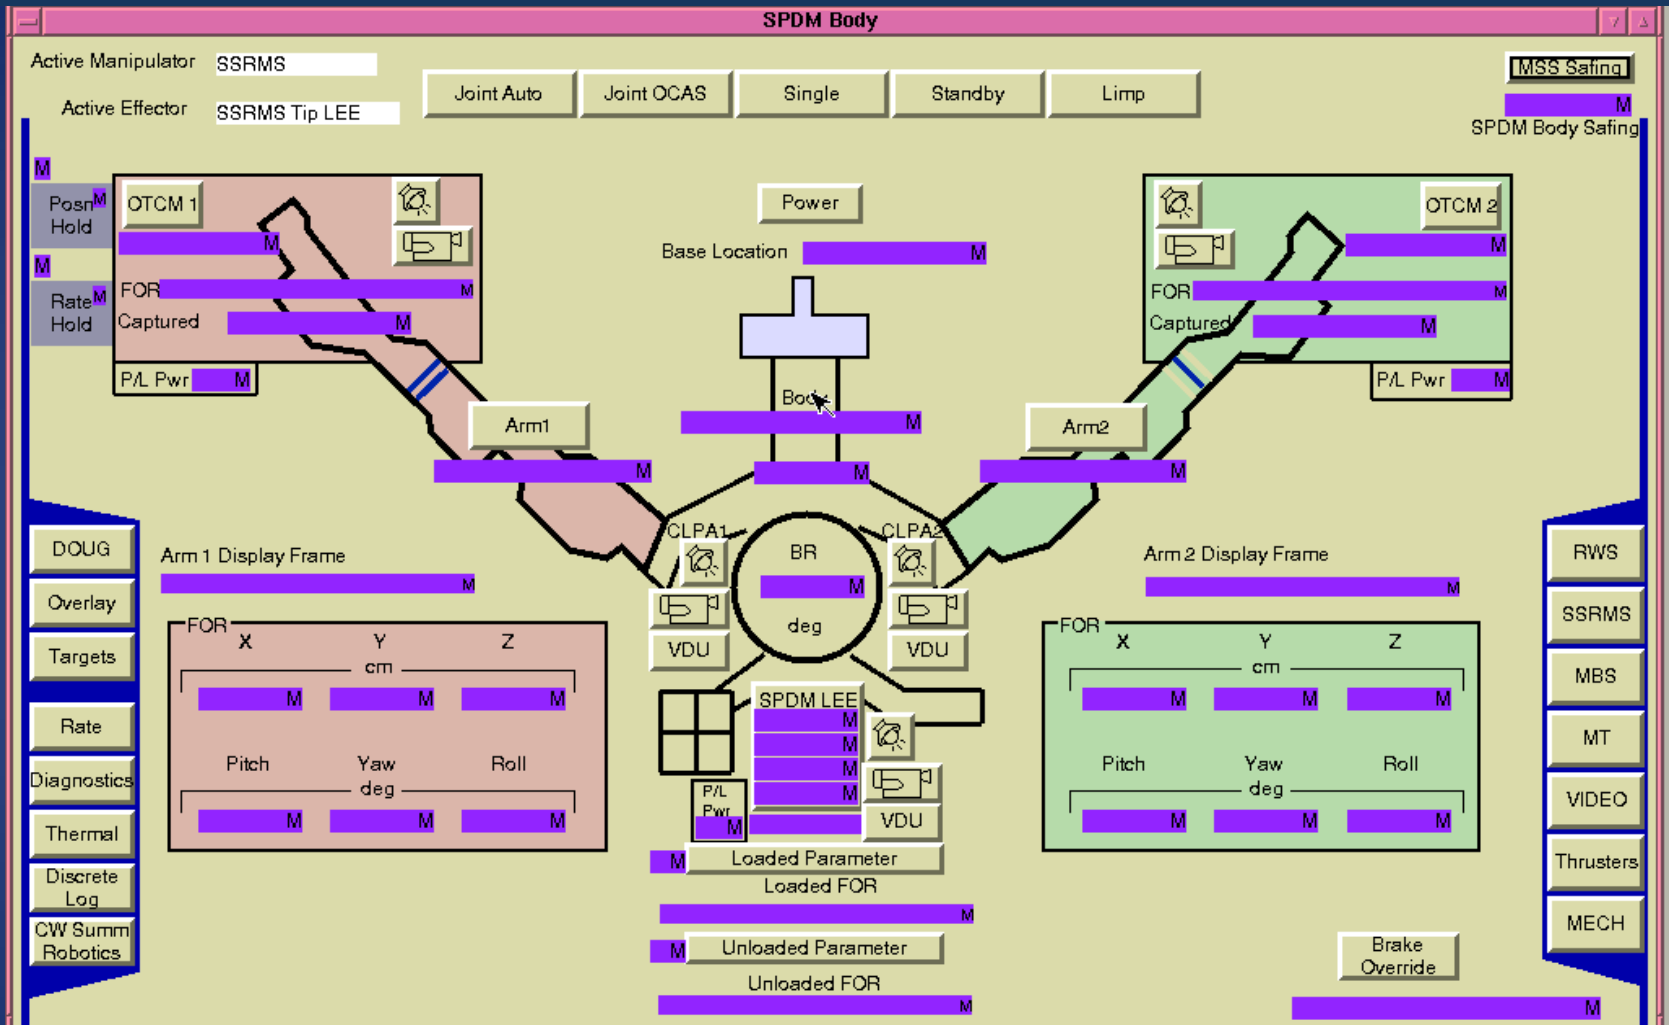 SPDM Body
Active Manipulator SSRMS
Active Effector SSRMS Tip LEE
Joint Auto Joint OCAS Single Standby Limp
MSS Safing
M
SPDM Body Safing
M
Posn M
Hold
M
Rate M
Hold
OTCM 1
M
FOR M
Captured M
P/L Pwr M
Power
Base Location M
OTCM 2
M
FOR M
Captured M
P/L Pwr M
Body
M
M
Arm1
M
Arm2
M
CLPA1
VDU
BR
M
deg
CLPA2
VDU
DOUG
Overlay
Targets
Rate
Diagnostics
Thermal
Discrete
Log
CW Summ
Robotics
Arm 1 Display Frame
M
FOR
X Y Z
cm
M M M
Pitch Yaw Roll
deg
M M M
SPDM LEE
M
M
M
M
P/L
Pwr
M
VDU
M Loaded Parameter
Loaded FOR
M
M Unloaded Parameter
Unloaded FOR
M
Arm 2 Display Frame
M
FOR
X Y Z
cm
M M M
Pitch Yaw Roll
deg
M M M
RWS
SSRMS
MBS
MT
VIDEO
Thrusters
MECH
Brake
Override
M